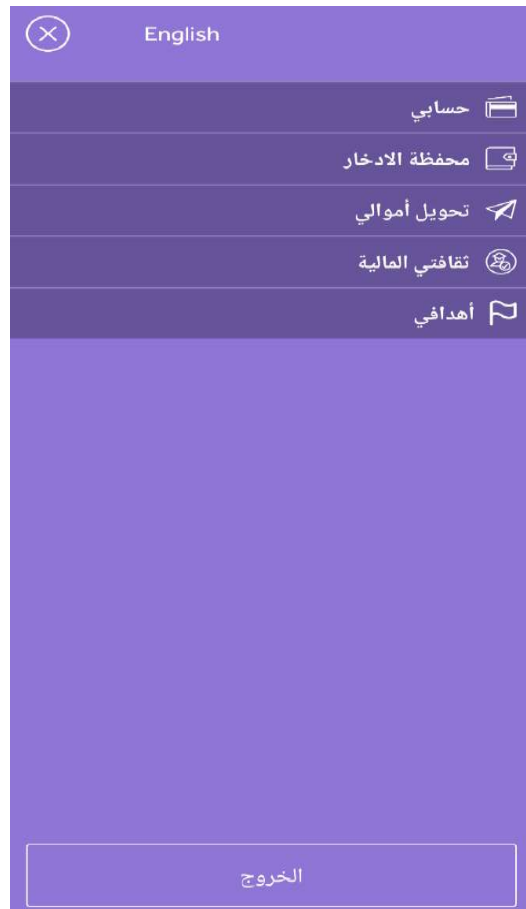 English
حسابي
محفظة الادخار
تحويل أموالي
ثقافتي المالية
أهدافي
الخروج